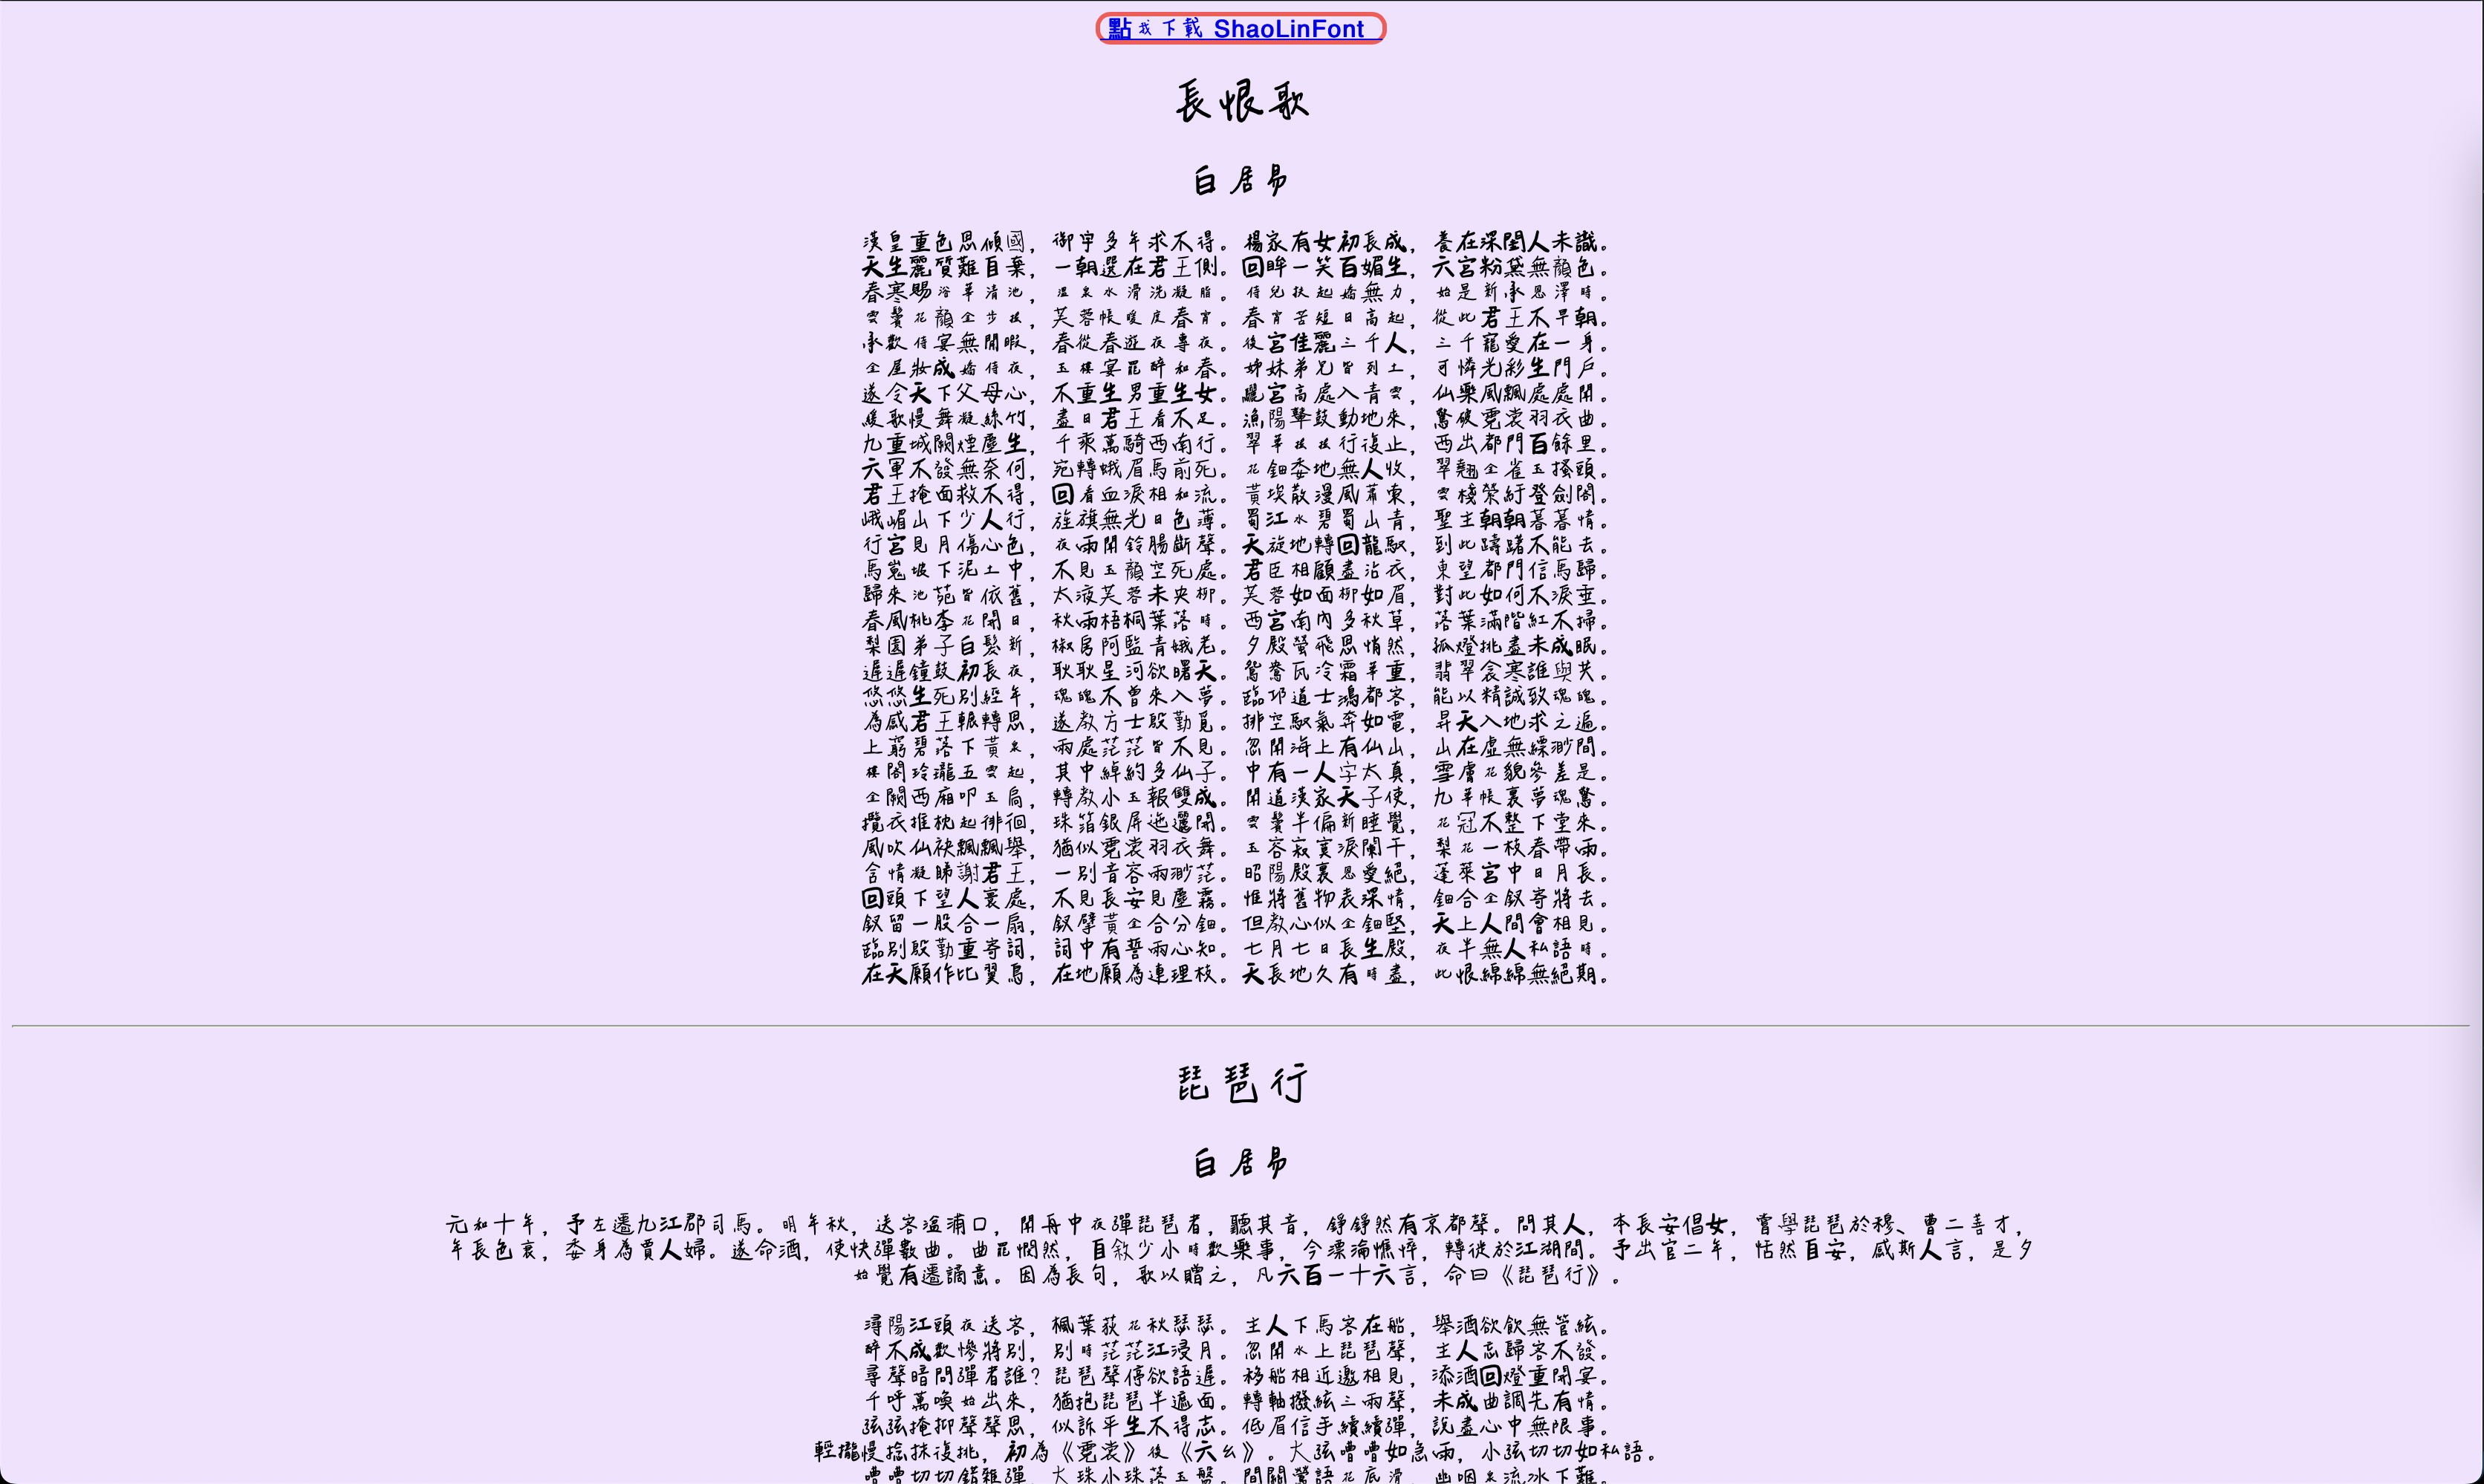 點我下載 ShaoLinFont
長恨歌
白居易
漢皇重色思傾國，御宇多年求不得。楊家有女初長成，養在深閨人未識。
天生麗質難自棄，一朝選在君王側。回眸一笑百媚生，六宮粉黛無顏色。
春寒賜浴華清池，溫泉水滑洗凝脂。侍兒扶起嬌無力，始是新承恩澤時。
雲鬢花顏金步搖，芙蓉帳暖度春宵。春宵苦短日高起，從此君王不早朝。
承歡侍宴無閒暇，春從春遊夜專夜。後宮佳麗三千人，三千寵愛在一身。
金屋妝成嬌侍夜，玉樓宴罷醉和春。姊妹弟兄皆列土，可憐光彩生門戶。
遂令天下父母心，不重生男重生女。驪宮高處入青雲，仙樂風飄處處聞。
緩歌慢舞凝絲竹，盡日君王看不足。漁陽鼙鼓動地來，驚破霓裳羽衣曲。
九重城闕煙塵生，千乘萬騎西南行。翠華搖搖行復止，西出都門百餘里。
六軍不發無奈何，宛轉蛾眉馬前死。花鈿委地無人收，翠翹金雀玉搔頭。
君王掩面救不得，回看血淚相和流。黃埃散漫風蕭索，雲棧縈紆登劍閣。
峨嵋山下少人行，旌旗無光日色薄。蜀江水碧蜀山青，聖主朝朝暮暮情。
行宮見月傷心色，夜雨聞鈴腸斷聲。天旋地轉迴龍馭，到此躊躇不能去。
馬嵬坡下泥土中，不見玉顏空死處。君臣相顧盡沾衣，東望都門信馬歸。
歸來池苑皆依舊，太液芙蓉未央柳。芙蓉如面柳如眉，對此如何不淚垂。
春風桃李花開日，秋雨梧桐葉落時。西宮南內多秋草，落葉滿階紅不掃。
梨園弟子白髮新，椒房阿監青娥老。夕殿螢飛思悄然，孤燈挑盡未成眠。
遲遲鐘鼓初長夜，耿耿星河欲曙天。鴛鴦瓦冷霜華重，翡翠衾寒誰與共。
悠悠生死別經年，魂魄不曾來入夢。臨邛道士鴻都客，能以精誠致魂魄。
為感君王輾轉思，遂教方士殷勤覓。排空馭氣奔如電，昇天入地求之遍。
上窮碧落下黃泉，兩處茫茫皆不見。忽聞海上有仙山，山在虛無縹渺間。
樓閣玲瓏五雲起，其中綽約多仙子。中有一人字太真，雪膚花貌參差是。
金闕西廂叩玉扃，轉教小玉報雙成。聞道漢家天子使，九華帳裏夢魂驚。
攬衣推枕起徘徊，珠箔銀屏迤邐開。雲鬢半偏新睡覺，花冠不整下堂來。
風吹仙袂飄飄舉，猶似霓裳羽衣舞。玉容寂寞淚闌干，梨花一枝春帶雨。
含情凝睇謝君王，一別音容兩渺茫。昭陽殿裏恩愛絕，蓬萊宮中日月長。
回頭下望人寰處，不見長安見塵霧。惟將舊物表深情，鈿合金釵寄將去。
釵留一股合一扇，釵擘黃金合分鈿。但教心似金鈿堅，天上人間會相見。
臨別殷勤重寄詞，詞中有誓兩心知。七月七日長生殿，夜半無人私語時。
在天願作比翼鳥，在地願為連理枝。天長地久有時盡，此恨綿綿無絕期。
琵琶行
白居易
元和十年，予左遷九江郡司馬。明年秋，送客湓浦口，聞舟中夜彈琵琶者，聽其音，錚錚然有京都聲。問其人，本長安倡女，嘗學琵琶於穆、曹二善才，
年長色衰，委身為賈人婦。遂命酒，使快彈數曲。曲罷憫然，自敘少小時歡樂事，今漂淪憔悴，轉徙於江湖間。予出官二年，恬然自安，感斯人言，是夕
始覺有遷謫意。因為長句，歌以贈之，凡六百一十六言，命曰《琵琶行》。
潯陽江頭夜送客，楓葉荻花秋瑟瑟。主人下馬客在船，舉酒欲飲無管絃。
醉不成歡慘將別，別時茫茫江浸月。忽聞水上琵琶聲，主人忘歸客不發。
尋聲暗問彈者誰？琵琶聲停欲語遲。移船相近邀相見，添酒回燈重開宴。
千呼萬喚始出來，猶抱琵琶半遮面。轉軸撥絃三兩聲，未成曲調先有情。
弦弦掩抑聲聲思，似訴平生不得志。低眉信手續續彈，說盡心中無限事。
輕攏慢捻抹復挑，初為《霓裳》後《六幺》。大弦嘈嘈如急雨，小弦切切如私語。
嘈嘈切切錯雜彈，大珠小珠落玉盤。間關鶯語花底滑，幽咽泉流冰下難。